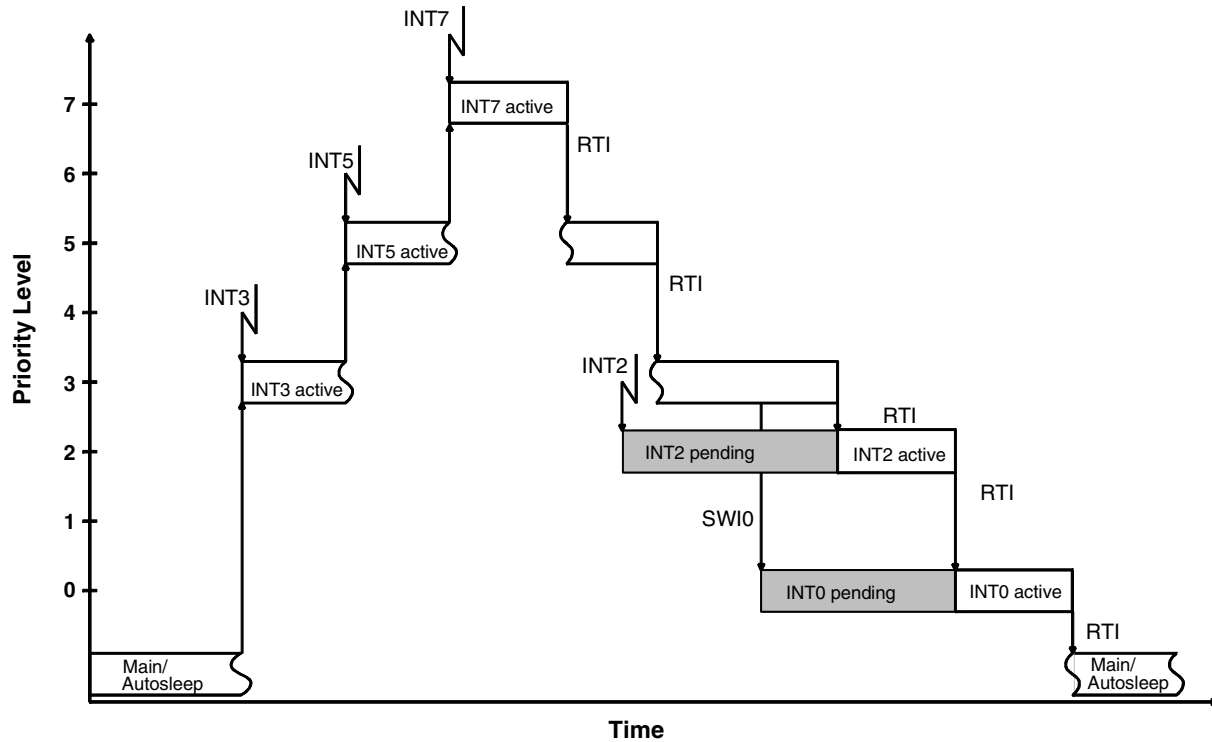 INT7
7
INT7 active
RTI
INT5
6
5
INT5 active
RTI
INT3
4
3
INT3 active
INT2
RTI
2
INT2 pending
INT2 active
RTI
1
SWI0
0
INT0 pending
INT0 active
RTI
Main/
Autosleep
Main/
Autosleep
Priority Level
Time